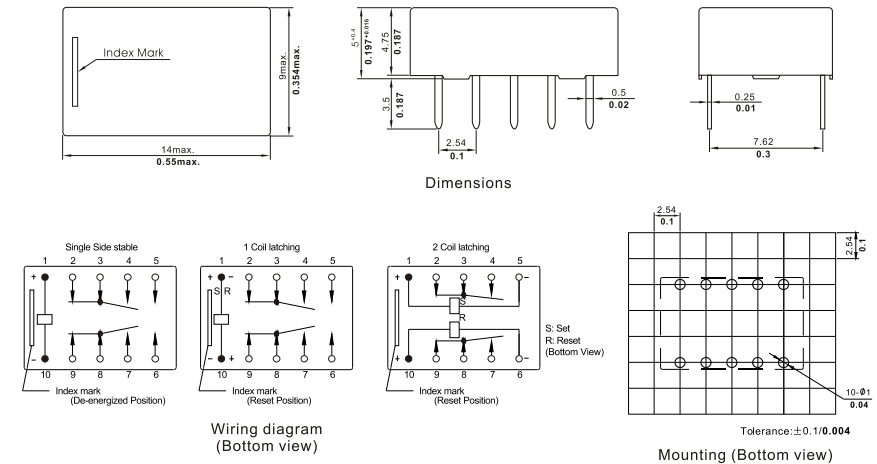 Index Mark
9max.
0.354max.
14max.
0.55max.
5+0.4
0.197+0.016
4.75
0.187
3.5
0.187
2.54
0.1
0.5
0.02
0.25
0.01
7.62
0.3
Dimensions
Single Side stable
1 2 3 4 5
+
-
10 9 8 7 6
Index mark
(De-energized Position)
1 Coil latching
1 2 3 4 5
+ -
S R
- +
10 9 8 7 6
Index mark
(Reset Position)
2 Coil latching
1 2 3 4 5
+ -
S
R
+ -
10 9 8 7 6
Index mark
(Reset Position)
S: Set
R: Reset
(Bottom View)
Wiring diagram
(Bottom view)
2.54
0.1
2.54
0.1
10-Ø1
0.04
Tolerance:±0.1/0.004
Mounting (Bottom view)